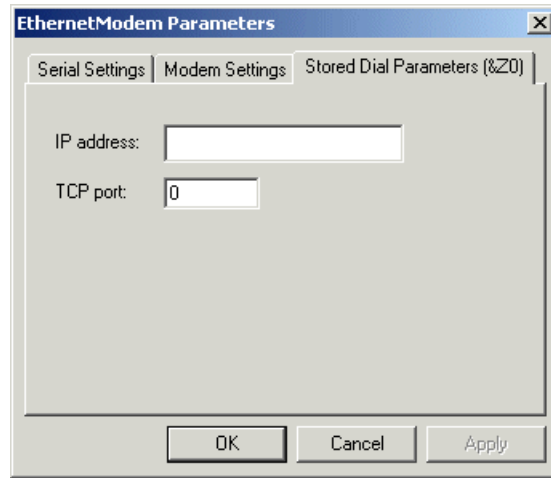 EthernetModem Parameters
Serial Settings Modem Settings Stored Dial Parameters (&Z0)
IP address:
TCP port: 0
OK Cancel Apply